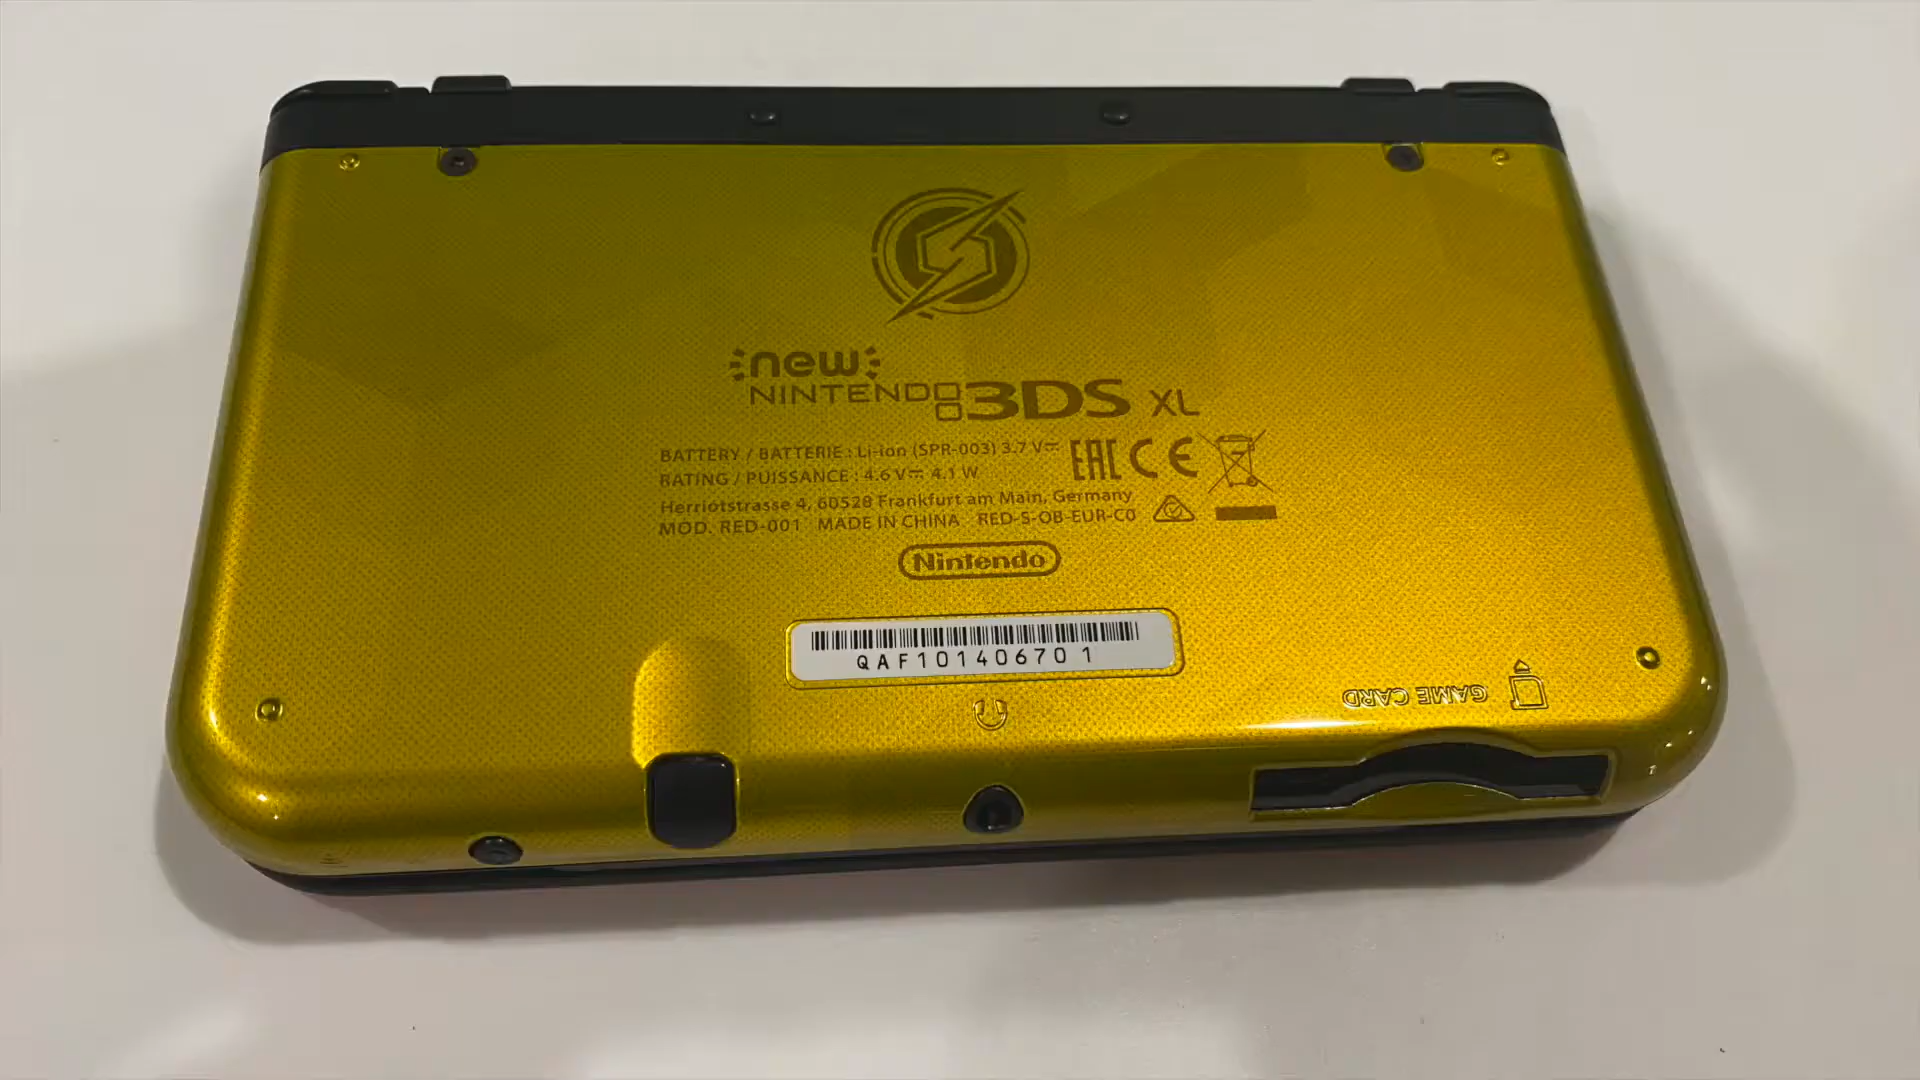 new
NINTENDO 3DS XL
BATTERY / BATTERIE : Li-ion (SPR-003) 3.7 V⎓
RATING / PUISSANCE : 4.6 V⎓ 4.1 W
EAC CE
Herriotstrasse 4, 60528 Frankfurt am Main, Germany
MOD. RED-001 MADE IN CHINA RED-S-OB-EUR-C0
Nintendo
QAF101406701
GAME CARD